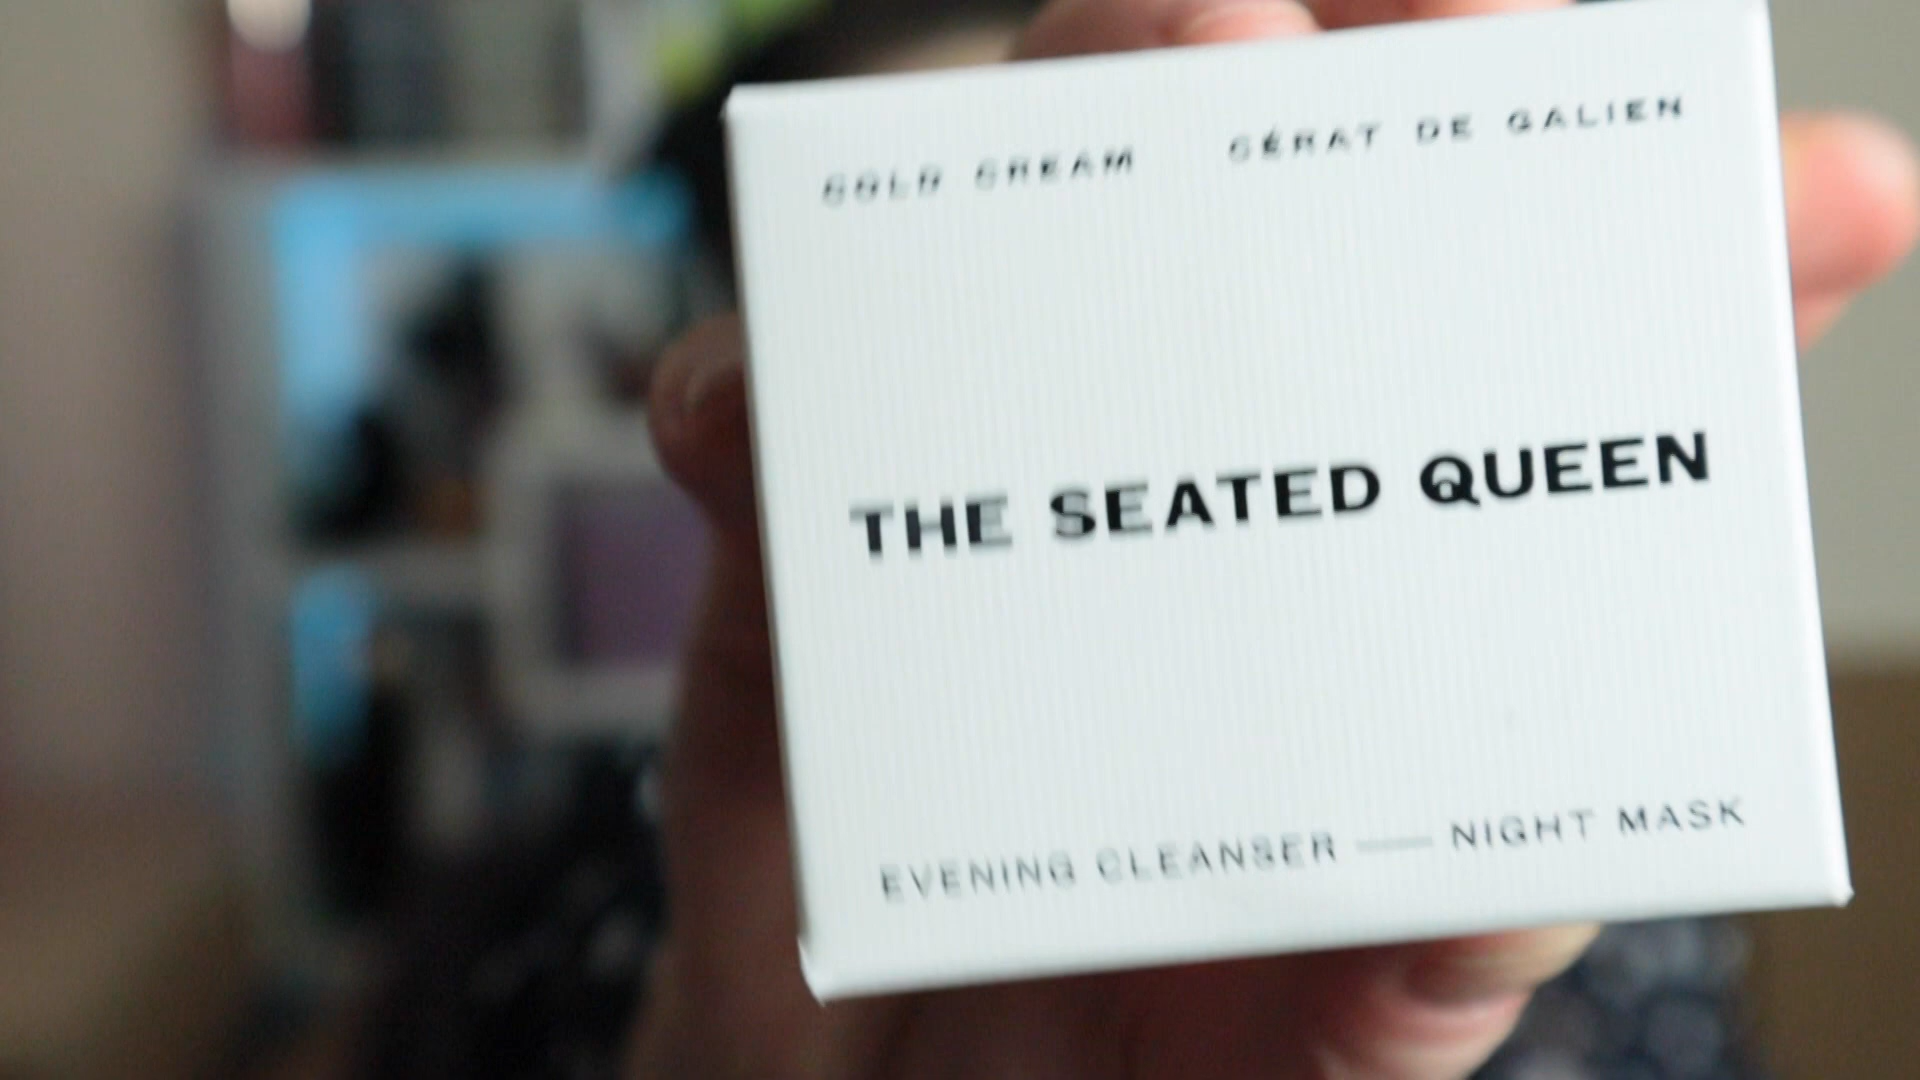 COLD CREAM CÉRAT DE GALIEN
THE SEATED QUEEN
EVENING CLEANSER — NIGHT MASK